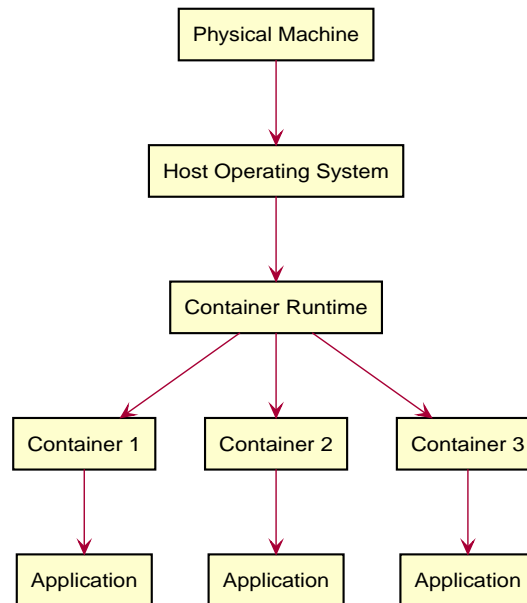 Physical Machine
Host Operating System
Container Runtime
Container 1
Container 2
Container 3
Application
Application
Application